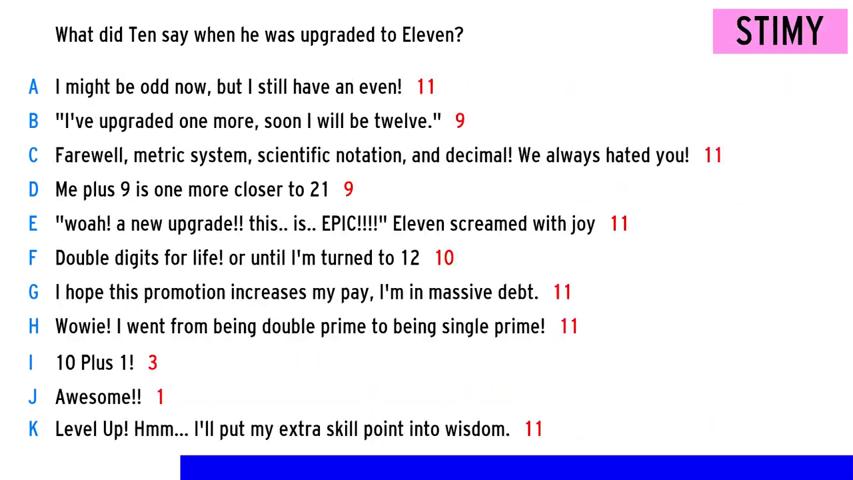 What did Ten say when he was upgraded to Eleven?
STIMY
A I might be odd now, but I still have an even! 11
B "I've upgraded one more, soon I will be twelve." 9
C Farewell, metric system, scientific notation, and decimal! We always hated you! 11
D Me plus 9 is one more closer to 21 9
E "woah! a new upgrade!! this.. is.. EPIC!!!!" Eleven screamed with joy 11
F Double digits for life! or until I'm turned to 12 10
G I hope this promotion increases my pay, I'm in massive debt. 11
H Wowie! I went from being double prime to being single prime! 11
I 10 Plus 1! 3
J Awesome!! 1
K Level Up! Hmm... I'll put my extra skill point into wisdom. 11